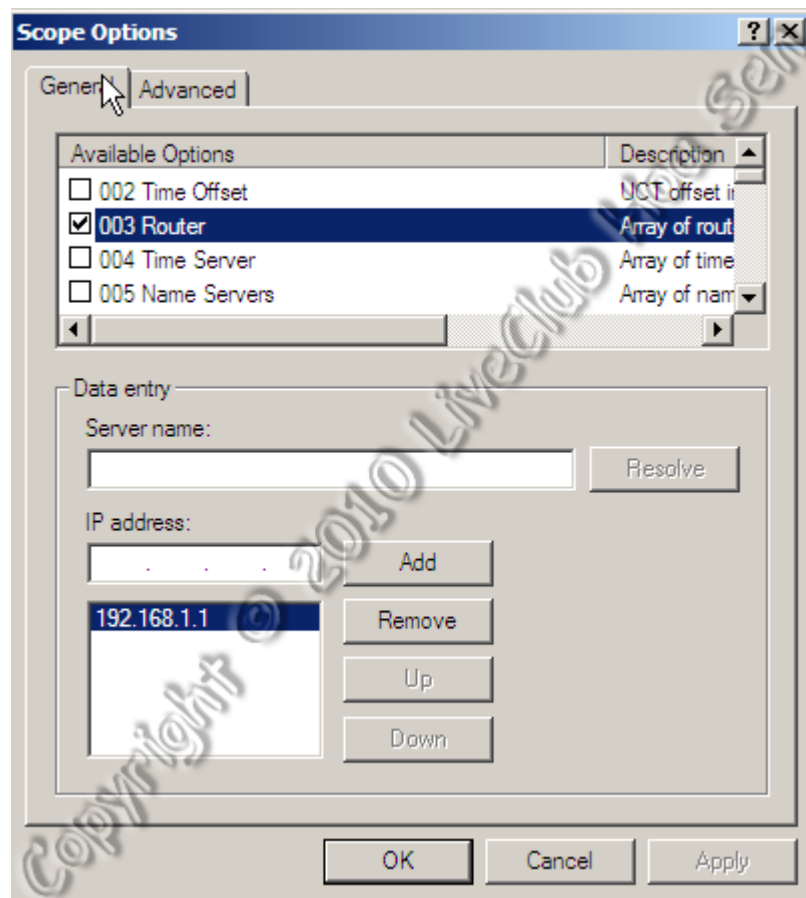 Scope Options
General Advanced
Available Options Description
002 Time Offset UCT offset
003 Router Array of rout
004 Time Server Array of time
005 Name Servers Array of nam
Data entry
Server name:
Resolve
IP address:
. . . Add
192.168.1.1 Remove
Up
Down
OK Cancel Apply
Copyright © 2010 LiveClub Hoa Sen